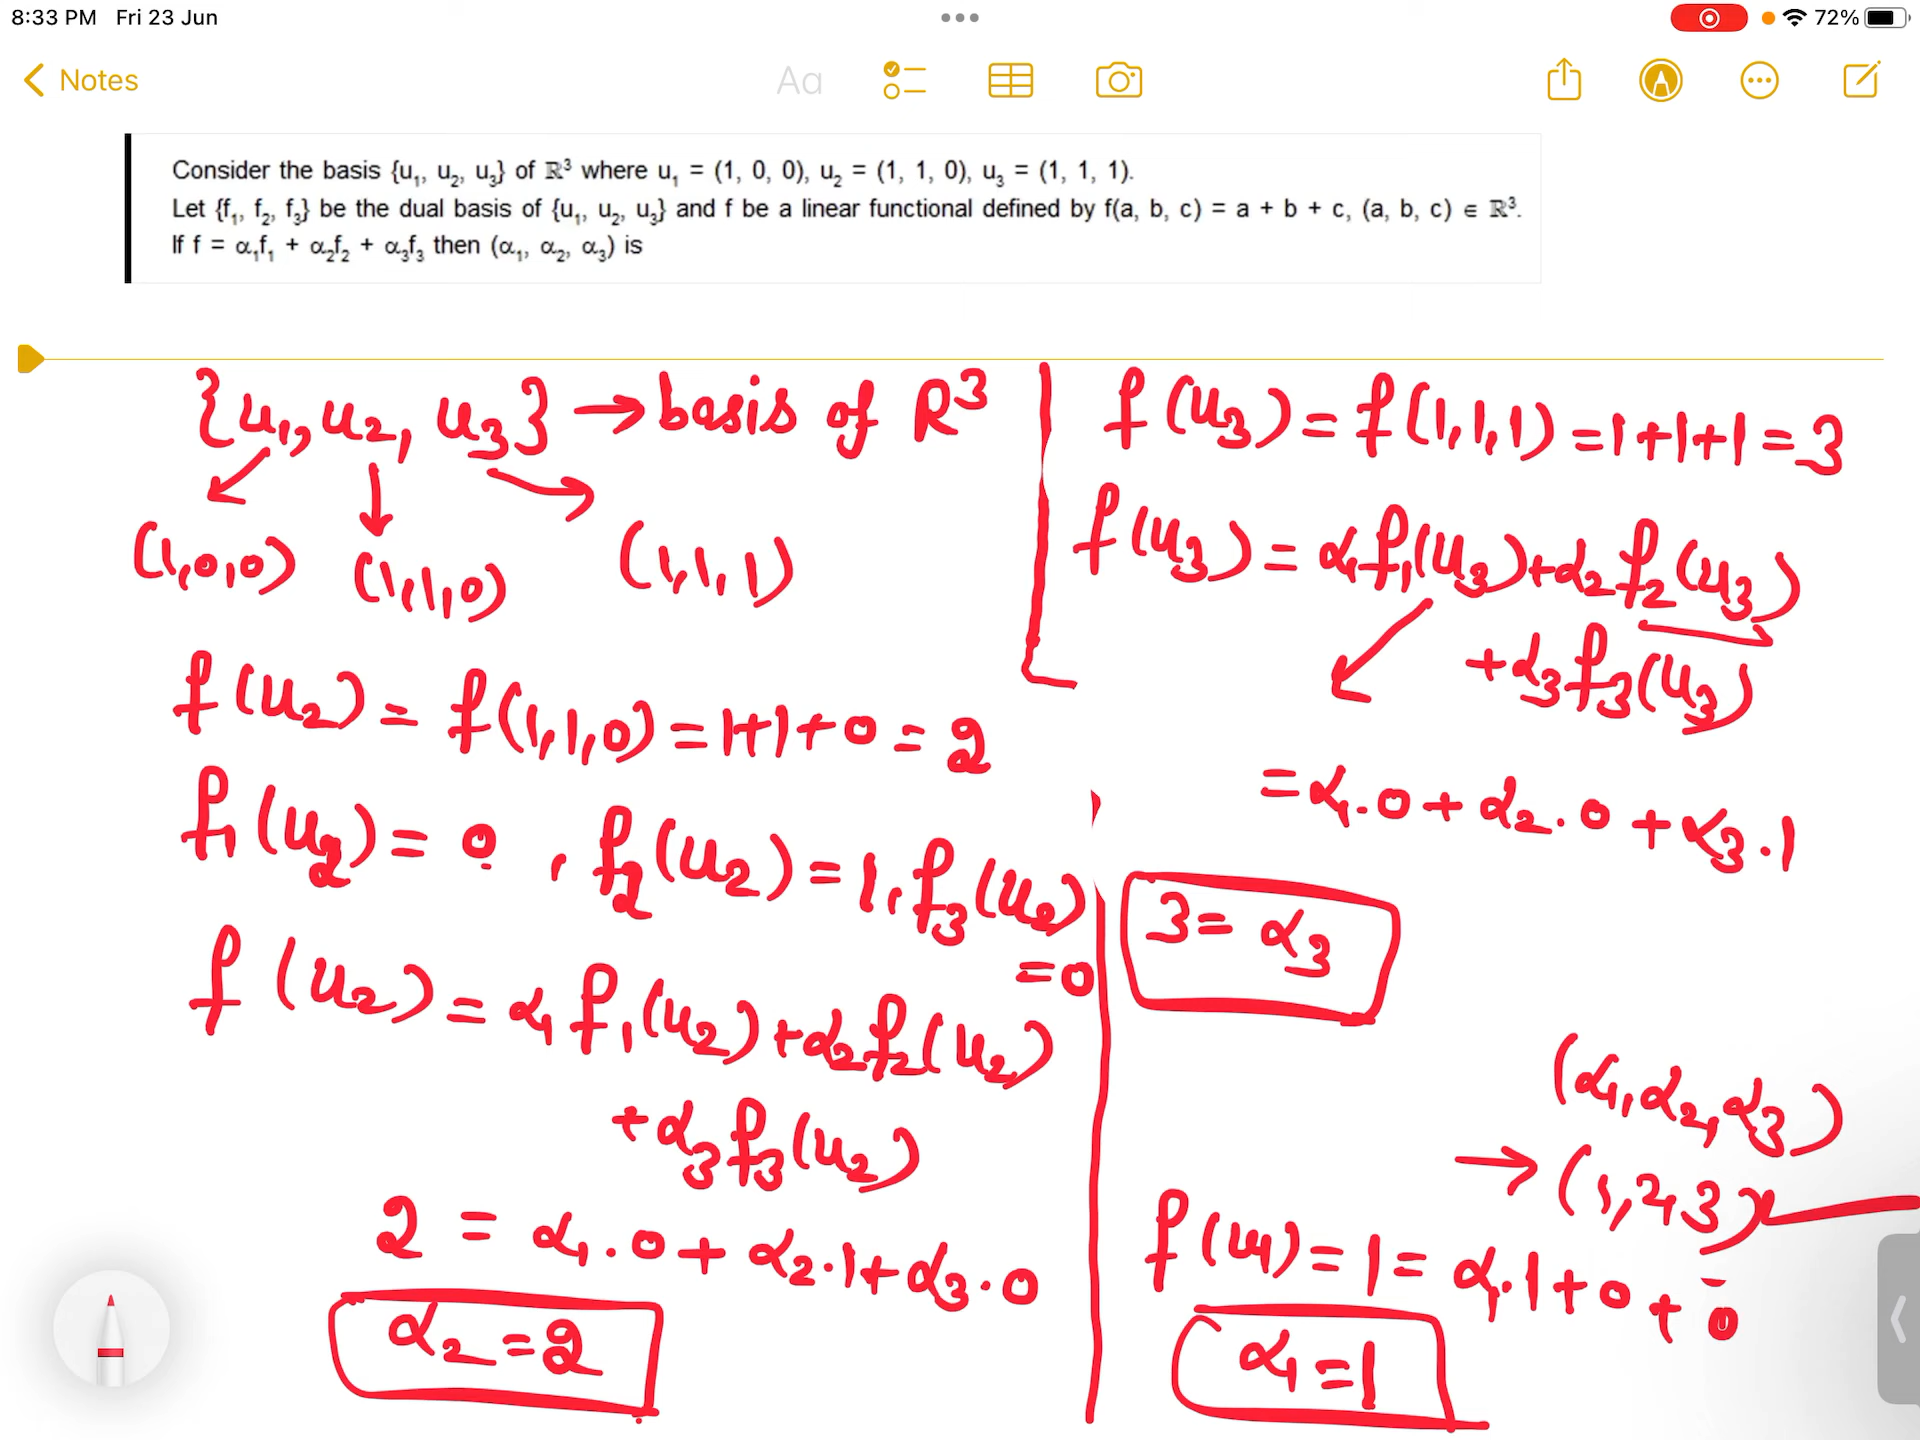 8:33 PM Fri 23 Jun
72%
Notes
Aa
Consider the basis {u₁, u₂, u₃} of ℝ³ where u₁ = (1, 0, 0), u₂ = (1, 1, 0), u₃ = (1, 1, 1).
Let {f₁, f₂, f₃} be the dual basis of {u₁, u₂, u₃} and f be a linear functional defined by f(a, b, c) = a + b + c, (a, b, c) ∈ ℝ³.
If f = α₁f₁ + α₂f₂ + α₃f₃ then (α₁, α₂, α₃) is
{u₁, u₂, u₃} → basis of R³
(1,0,0) (1,1,0) (1,1,1)
f(u₂) = f(1,1,0) = 1+1+0 = 2
f₁(u₂) = 0, f₂(u₂) = 1, f₃(u₂)
= 0
f(u₂) = α₁f₁(u₂) + α₂f₂(u₂)
+ α₃f₃(u₂)
2 = α₁.0 + α₂.1 + α₃.0
α₂ = 2
f(u₃) = f(1,1,1) = 1+1+1 = 3
f(u₃) = α₁f₁(u₃) + α₂f₂(u₃)
+ α₃f₃(u₃)
= α₁.0 + α₂.0 + α₃.1
3 = α₃
(α₁, α₂, α₃)
→ (1,2,3)
f(u₁) = 1 = α₁.1 + 0 + 0
α₁ = 1